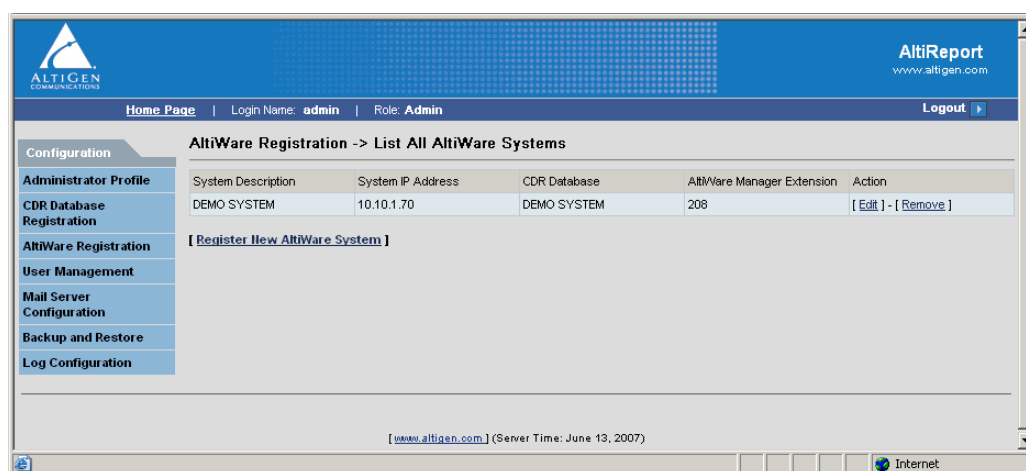 ALTIGEN
COMMUNICATIONS
AltiReport
www.altigen.com
Home Page | Login Name: admin | Role: Admin
Logout
Configuration
Administrator Profile
CDR Database
Registration
AltiWare Registration
User Management
Mail Server
Configuration
Backup and Restore
Log Configuration
AltiWare Registration -> List All AltiWare Systems
System Description System IP Address CDR Database AltiWare Manager Extension Action
DEMO SYSTEM 10.10.1.70 DEMO SYSTEM 208 [ Edit ] - [ Remove ]
[ Register New AltiWare System ]
[ www.altigen.com ] (Server Time: June 13, 2007)
Internet